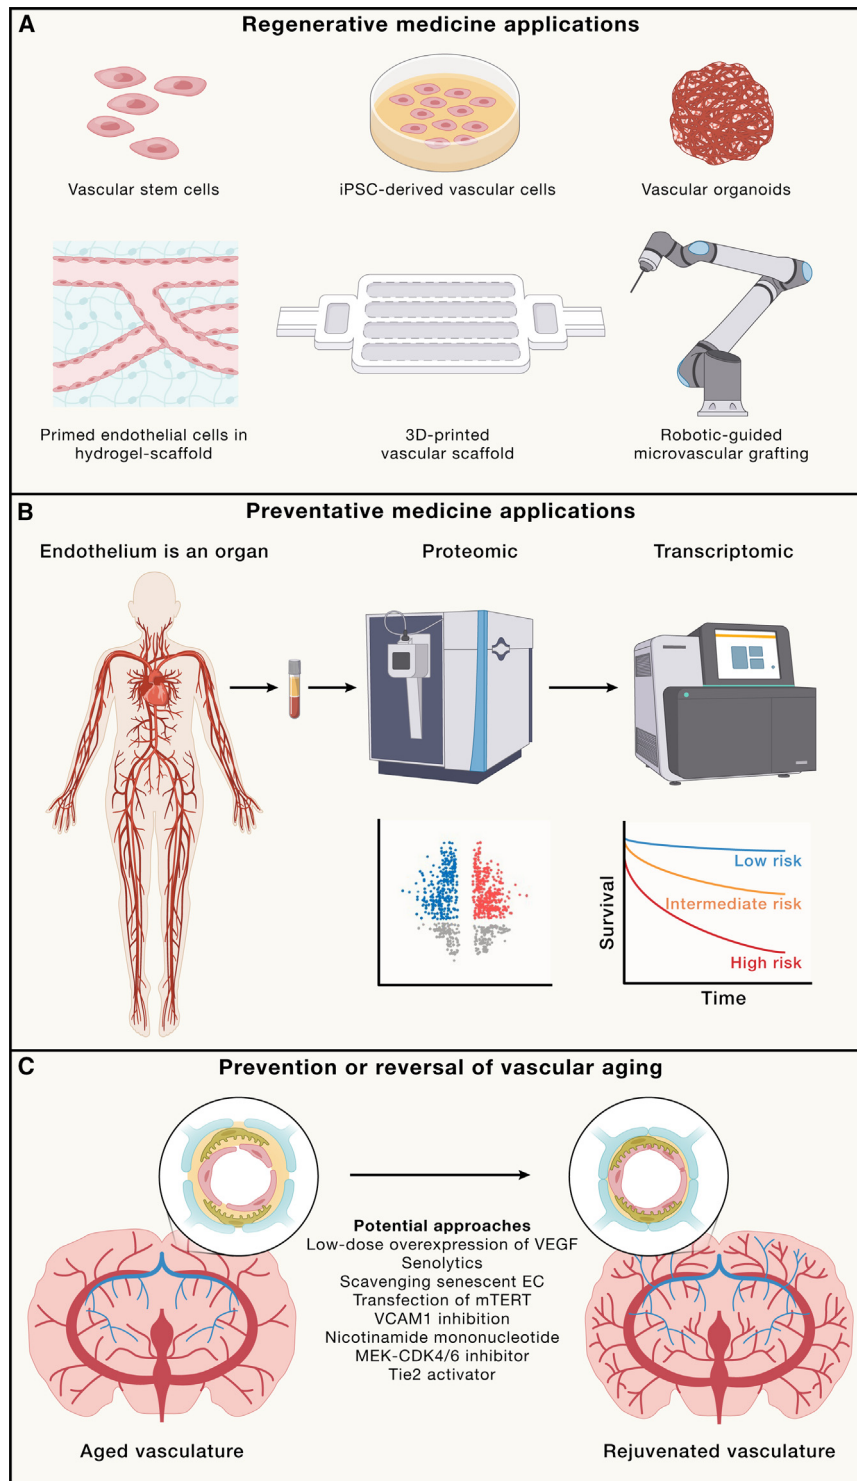 A
Regenerative medicine applications
Vascular stem cells
iPSC-derived vascular cells
Vascular organoids
Primed endothelial cells in
hydrogel-scaffold
3D-printed
vascular scaffold
Robotic-guided
microvascular grafting
B
Preventative medicine applications
Endothelium is an organ
Proteomic
Transcriptomic
Survival
Low risk
Intermediate risk
High risk
Time
C
Prevention or reversal of vascular aging
Potential approaches
Low-dose overexpression of VEGF
Senolytics
Scavenging senescent EC
Transfection of mTERT
VCAM1 inhibition
Nicotinamide mononucleotide
MEK-CDK4/6 inhibitor
Tie2 activator
Aged vasculature
Rejuvenated vasculature